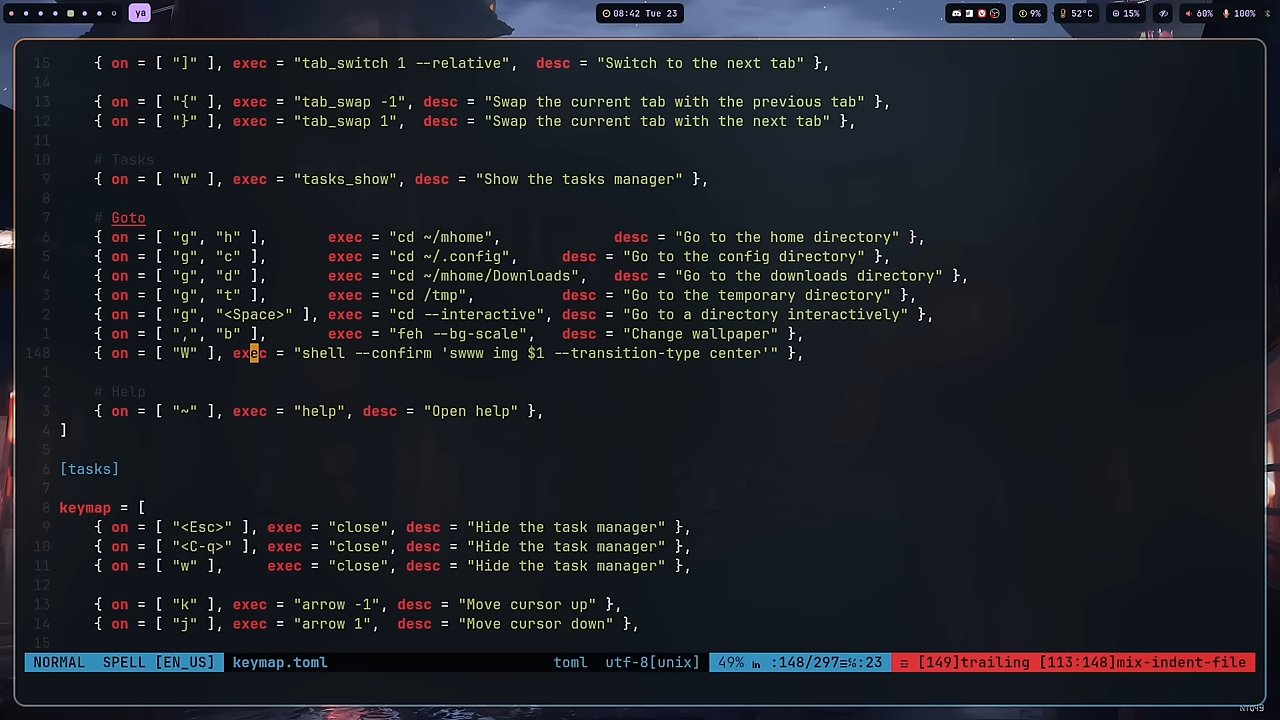 ya
08:42 Tue 23
9%
52°C
15%
60%
100%
15 { on = [ "]" ], exec = "tab_switch 1 --relative", desc = "Switch to the next tab" },
14
13 { on = [ "{" ], exec = "tab_swap -1", desc = "Swap the current tab with the previous tab" },
12 { on = [ "}" ], exec = "tab_swap 1", desc = "Swap the current tab with the next tab" },
11
10 # Tasks
9 { on = [ "w" ], exec = "tasks_show", desc = "Show the tasks manager" },
8
7 # Goto
6 { on = [ "g", "h" ], exec = "cd ~/mhome", desc = "Go to the home directory" },
5 { on = [ "g", "c" ], exec = "cd ~/.config", desc = "Go to the config directory" },
4 { on = [ "g", "d" ], exec = "cd ~/mhome/Downloads", desc = "Go to the downloads directory" },
3 { on = [ "g", "t" ], exec = "cd /tmp", desc = "Go to the temporary directory" },
2 { on = [ "g", "<Space>" ], exec = "cd --interactive", desc = "Go to a directory interactively" },
1 { on = [ ",", "b" ], exec = "feh --bg-scale", desc = "Change wallpaper" },
148 { on = [ "W" ], exec = "shell --confirm 'swww img $1 --transition-type center'" },
1
2 # Help
3 { on = [ "~" ], exec = "help", desc = "Open help" },
4 ]
5
6 [tasks]
7
8 keymap = [
9 { on = [ "<Esc>" ], exec = "close", desc = "Hide the task manager" },
10 { on = [ "<C-q>" ], exec = "close", desc = "Hide the task manager" },
11 { on = [ "w" ], exec = "close", desc = "Hide the task manager" },
12
13 { on = [ "k" ], exec = "arrow -1", desc = "Move cursor up" },
14 { on = [ "j" ], exec = "arrow 1", desc = "Move cursor down" },
15
NORMAL SPELL [EN_US] keymap.toml toml utf-8[unix] 49% ㏑ :148/297≡℅:23 ≡ [149]trailing [113:148]mix-indent-file